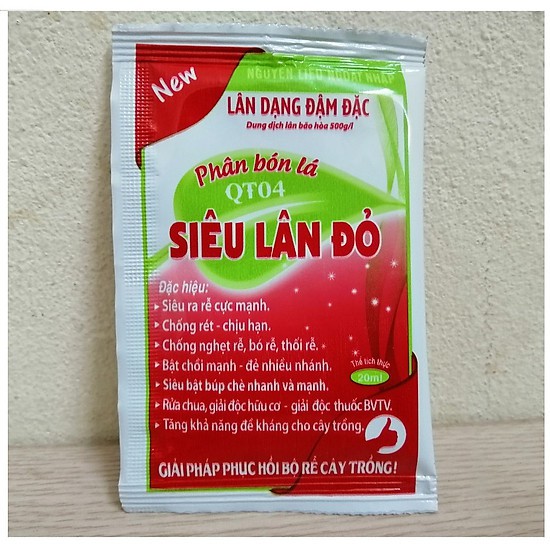 New
NGUYÊN LIỆU NGOẠI NHẬP
LÂN DẠNG ĐẬM ĐẶC
Dung dịch lân bão hòa 500g/l
Phân bón lá
QT04
SIÊU LÂN ĐỎ
Đặc hiệu:
Siêu ra rễ cực mạnh.
Chống rét - chịu hạn.
Chống nghẹt rễ, bó rễ, thối rễ.
Bật chồi mạnh - đẻ nhiều nhánh.
Siêu bật búp chè nhanh và mạnh.
Rửa chua, giải độc hữu cơ - giải độc thuốc BVTV.
Tăng khả năng đề kháng cho cây trồng.
Thể tích thực
20ml
GIẢI PHÁP PHỤC HỒI BỘ RỄ CÂY TRỒNG!